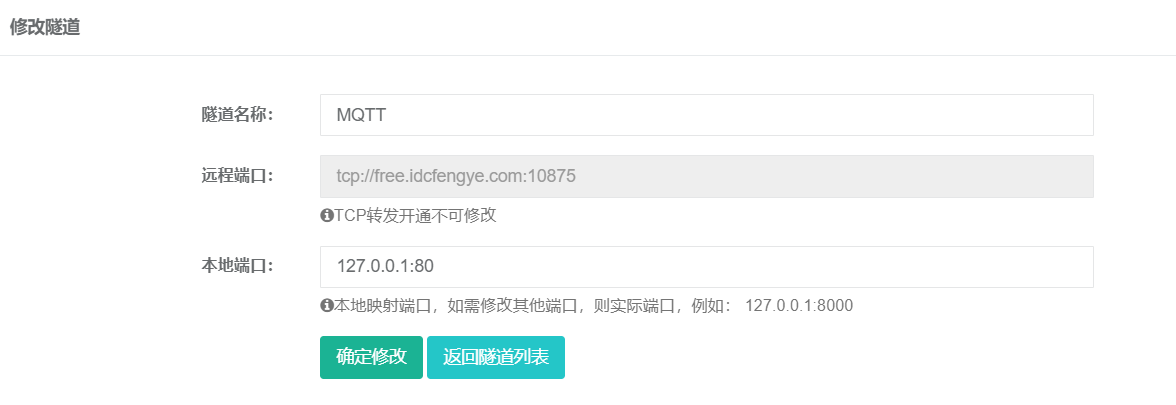 修改隧道
隧道名称： MQTT
远程端口： tcp://free.idcfengye.com:10875
TCP转发开通不可修改
本地端口： 127.0.0.1:80
本地映射端口，如需修改其他端口，则实际端口，例如： 127.0.0.1:8000
确定修改 返回隧道列表